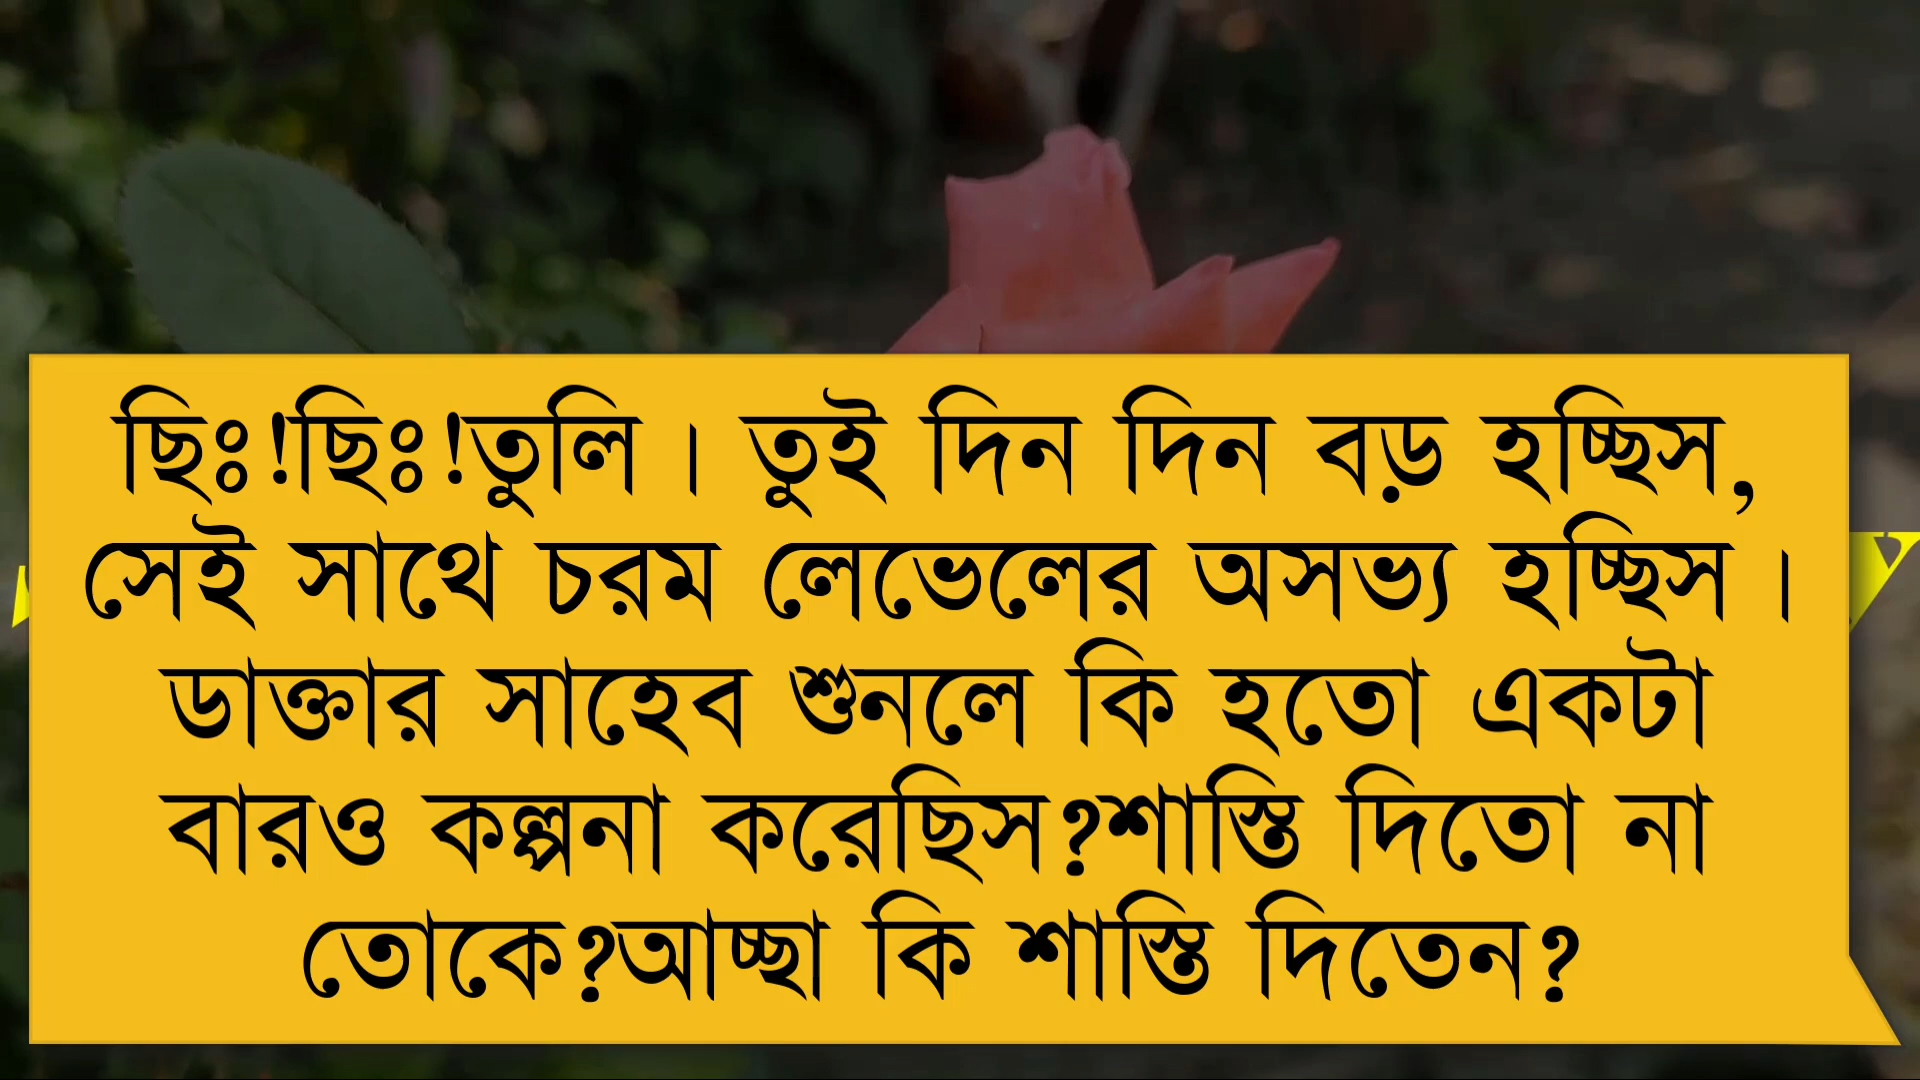 ছিঃ!ছিঃ!তুলি। তুই দিন দিন বড় হচ্ছিস,
সেই সাথে চরম লেভেলের অসভ্য হচ্ছিস।
ডাক্তার সাহেব শুনলে কি হতো একটা
বারও কল্পনা করেছিস?শাস্তি দিতো না
তোকে?আচ্ছা কি শাস্তি দিতেন?